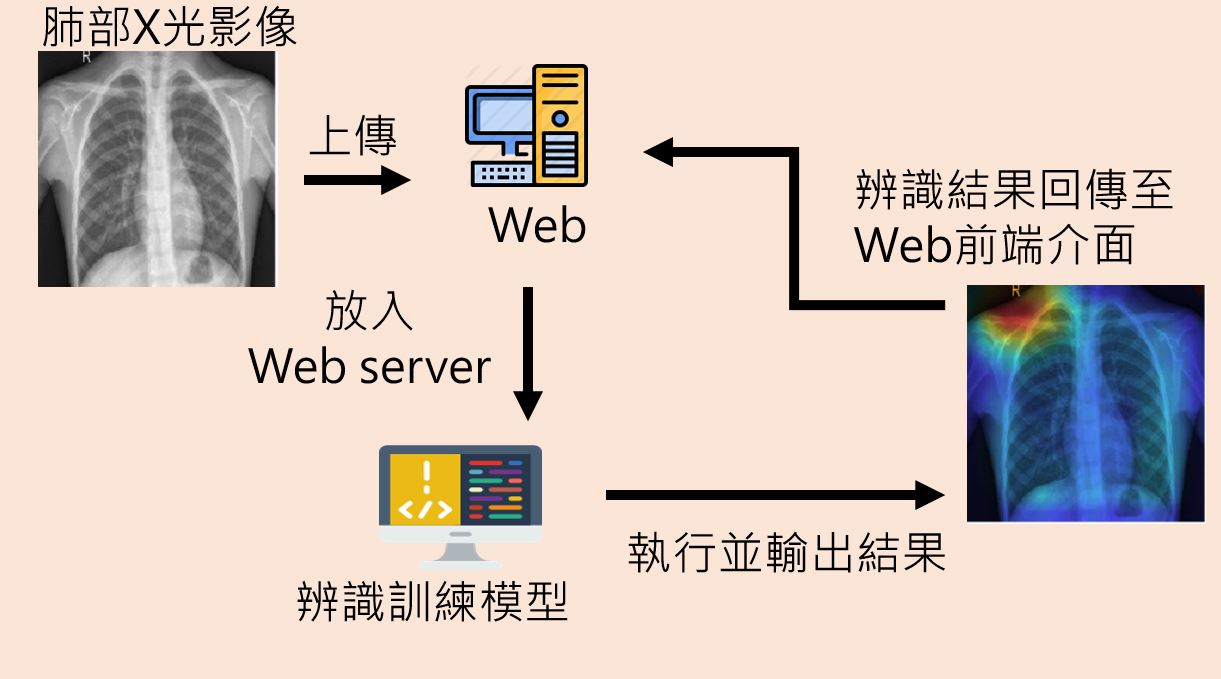 肺部X光影像
R
上傳
Web
放入
Web server
辨識結果回傳至
Web前端介面
R
</>
辨識訓練模型
執行並輸出結果